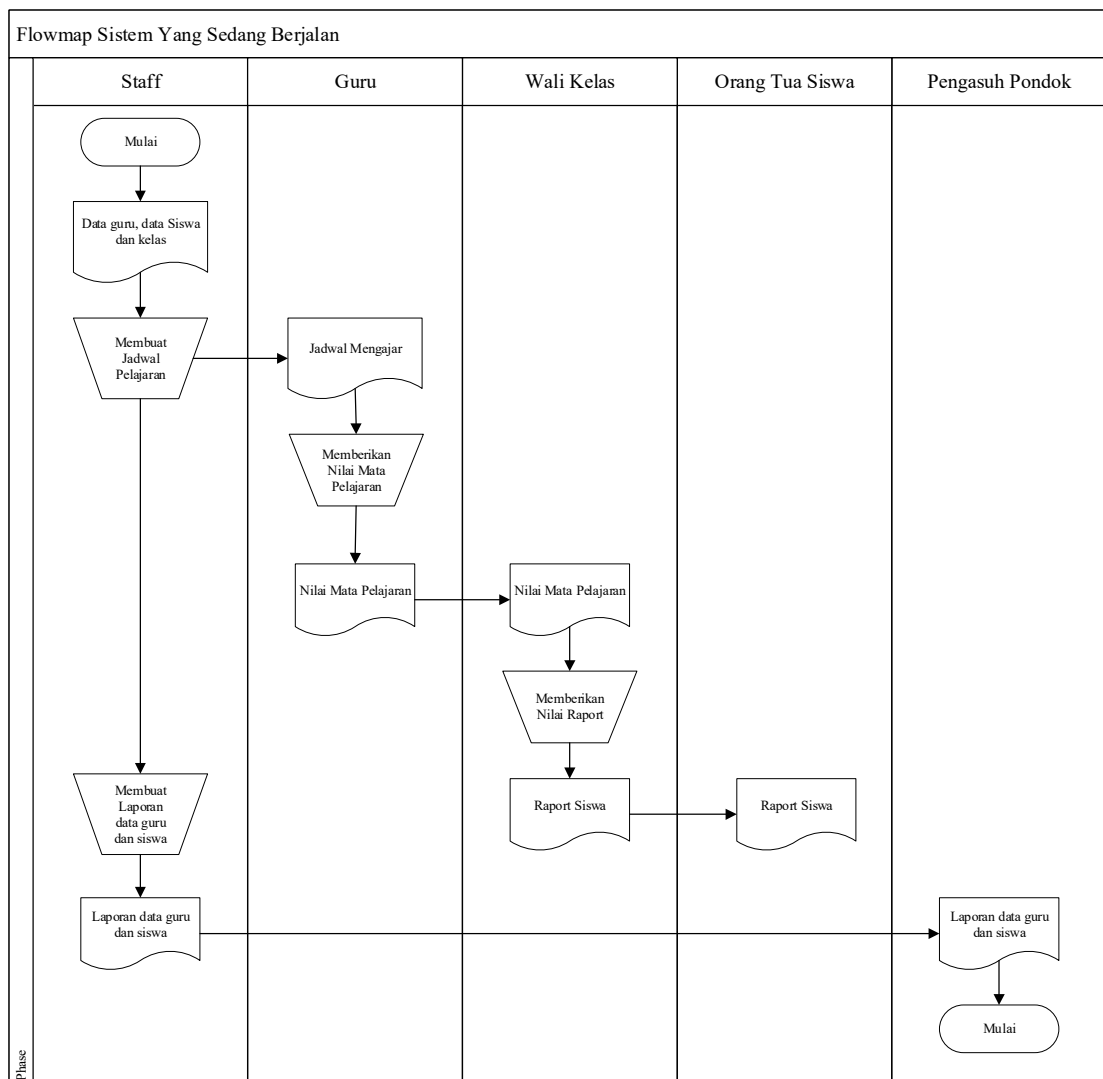 Flowmap Sistem Yang Sedang Berjalan
Staff
Guru
Wali Kelas
Orang Tua Siswa
Pengasuh Pondok
Mulai
Data guru, data Siswa
dan kelas
Membuat
Jadwal
Pelajaran
Jadwal Mengajar
Memberikan
Nilai Mata
Pelajaran
Nilai Mata Pelajaran
Nilai Mata Pelajaran
Memberikan
Nilai Raport
Membuat
Laporan
data guru
dan siswa
Raport Siswa
Raport Siswa
Laporan data guru
dan siswa
Laporan data guru
dan siswa
Mulai
Phase